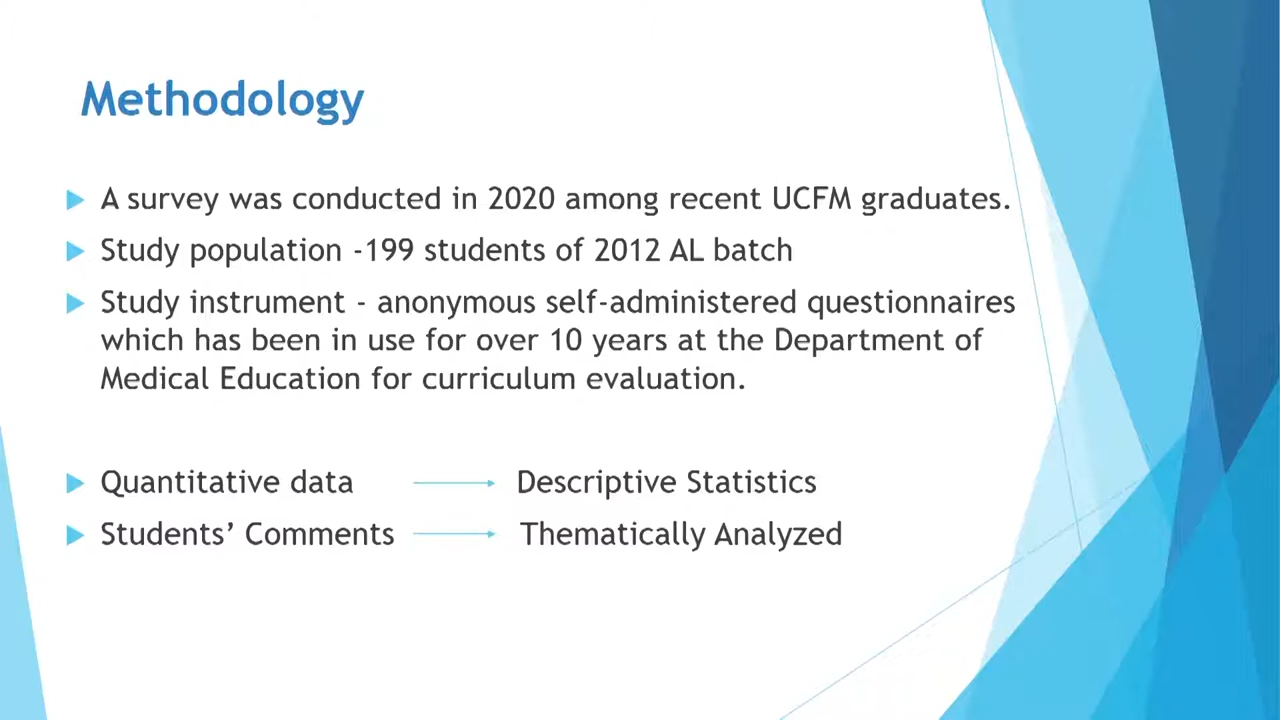 Methodology
A survey was conducted in 2020 among recent UCFM graduates.
Study population -199 students of 2012 AL batch
Study instrument - anonymous self-administered questionnaires
which has been in use for over 10 years at the Department of
Medical Education for curriculum evaluation.
Quantitative data Descriptive Statistics
Students’ Comments Thematically Analyzed